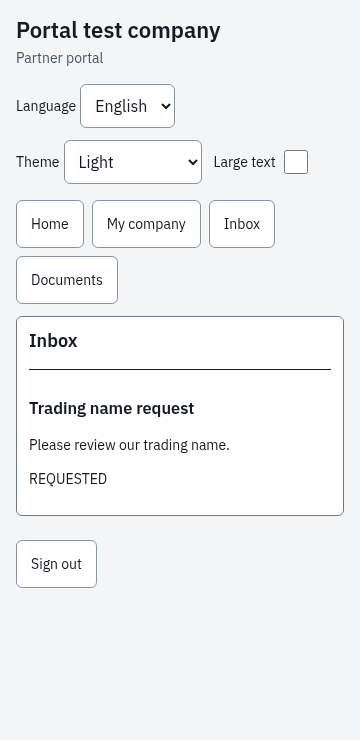 Portal test company
Partner portal
Language English
Theme Light Large text
Home My company Inbox
Documents
Inbox
Trading name request
Please review our trading name.
REQUESTED
Sign out